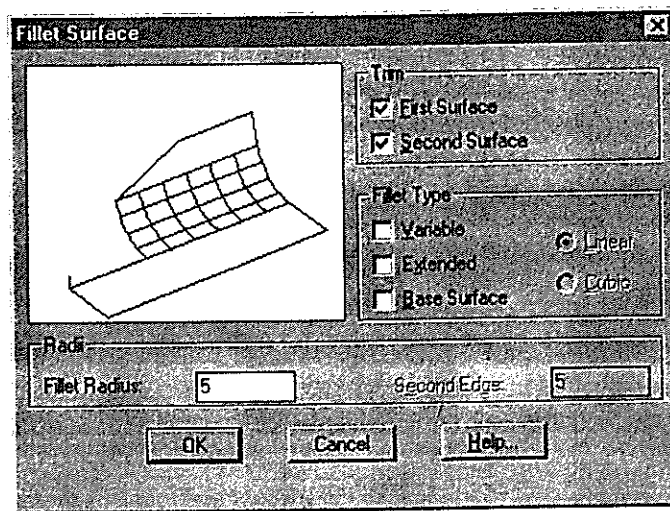 Fillet Surface
Trim
First Surface
Second Surface
Fillet Type
Variable
Extended
Base Surface
Linear
Cubic
Radii
Fillet Radius: 5
Second Edge: 5
OK
Cancel
Help...